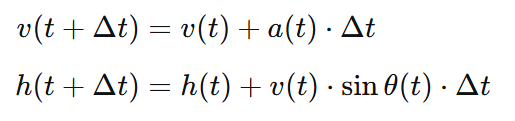 v(t + Δt) = v(t) + a(t) · Δt
h(t + Δt) = h(t) + v(t) · sin θ(t) · Δt